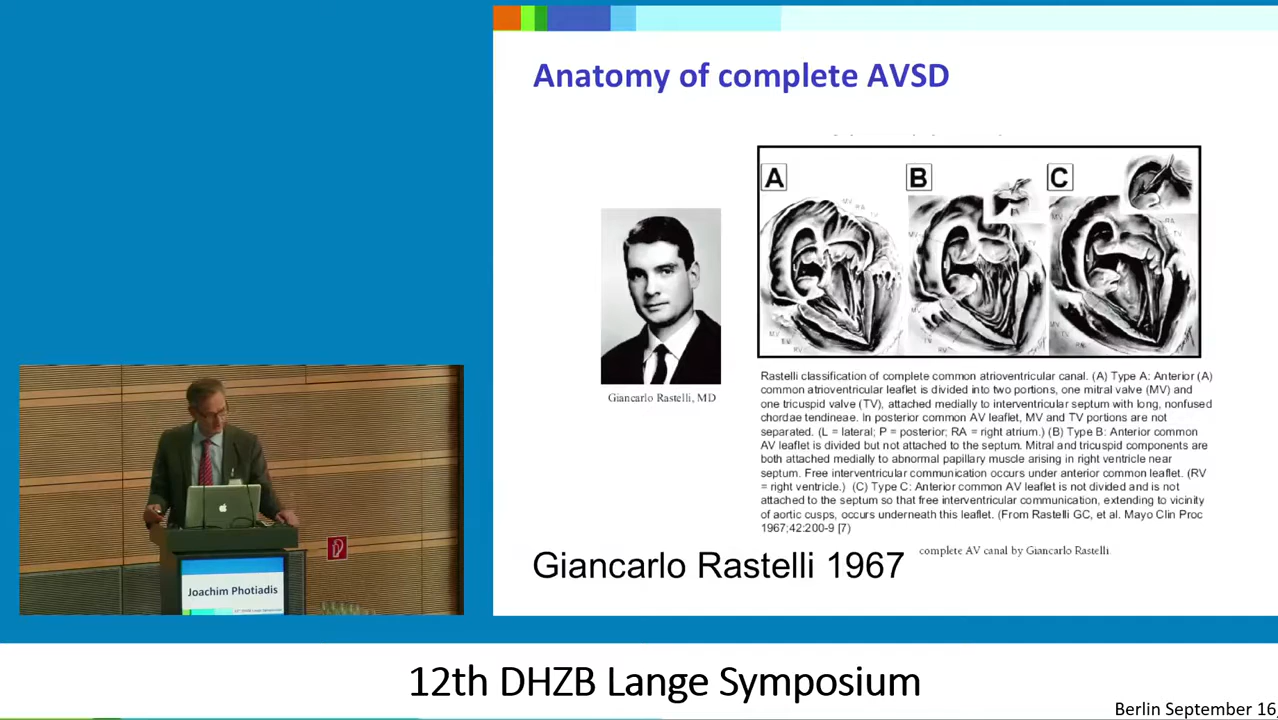 Anatomy of complete AVSD
A
B
C
Giancarlo Rastelli, MD
Rastelli classification of complete common atrioventricular canal. (A) Type A: Anterior (A)
common atrioventricular leaflet is divided into two portions, one mitral valve (MV) and
one tricuspid valve (TV), attached medially to interventricular septum with long, nonfused
chordae tendineae. In posterior common AV leaflet, MV and TV portions are not
separated. (L = lateral; P = posterior; RA = right atrium.) (B) Type B: Anterior common
AV leaflet is divided but not attached to the septum. Mitral and tricuspid components are
both attached medially to abnormal papillary muscle arising in right ventricle near
septum. Free interventricular communication occurs under anterior common leaflet. (RV
= right ventricle.) (C) Type C: Anterior common AV leaflet is not divided and is not
attached to the septum so that free interventricular communication, extending to vicinity
of aortic cusps, occurs underneath this leaflet. (From Rastelli GC, et al. Mayo Clin Proc
1967;42:200-9 [7)
complete AV canal by Giancarlo Rastelli
Giancarlo Rastelli 1967
Joachim Photiadis
12th DHZB Lange Symposium
Berlin September 16,